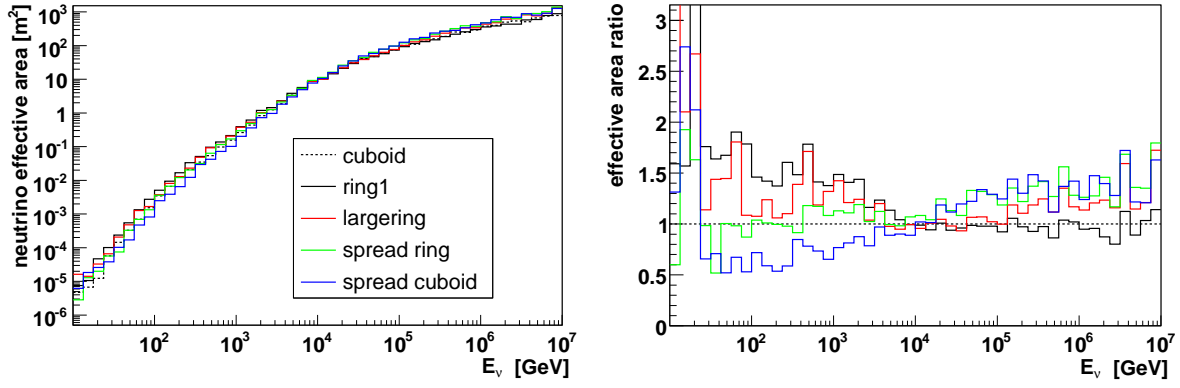 neutrino effective area [m²]
10³
10²
10
1
10⁻¹
10⁻²
10⁻³
10⁻⁴
10⁻⁵
10⁻⁶
cuboid
ring1
largering
spread ring
spread cuboid
10² 10³ 10⁴ 10⁵ 10⁶ 10⁷
E_ν [GeV]
effective area ratio
3
2.5
2
1.5
1
0.5
0
10² 10³ 10⁴ 10⁵ 10⁶ 10⁷
E_ν [GeV]